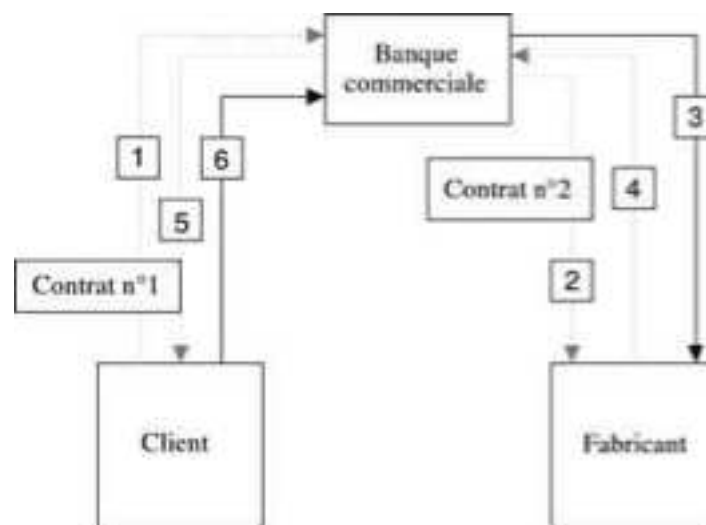 Banque
commerciale
3
1
6
Contrat n°2
4
5
Contrat n°1
2
Client
Fabricant